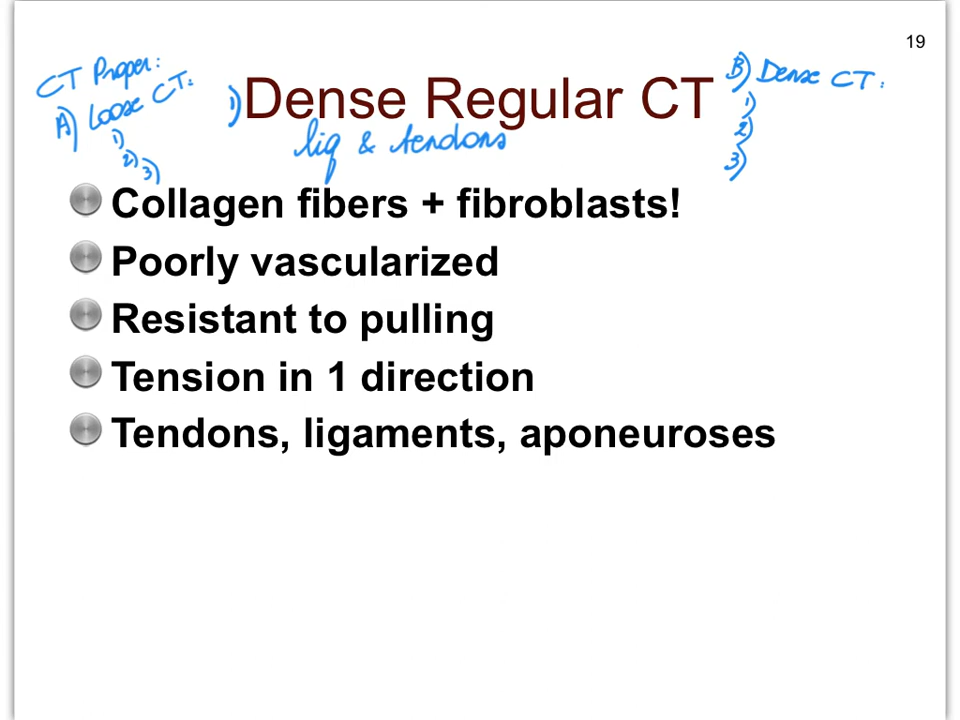 19
CT Proper:
A) Loose CT:
1)
2)
3)
1) Dense Regular CT
lig & tendons
B) Dense CT:
1)
2)
3)
Collagen fibers + fibroblasts!
Poorly vascularized
Resistant to pulling
Tension in 1 direction
Tendons, ligaments, aponeuroses